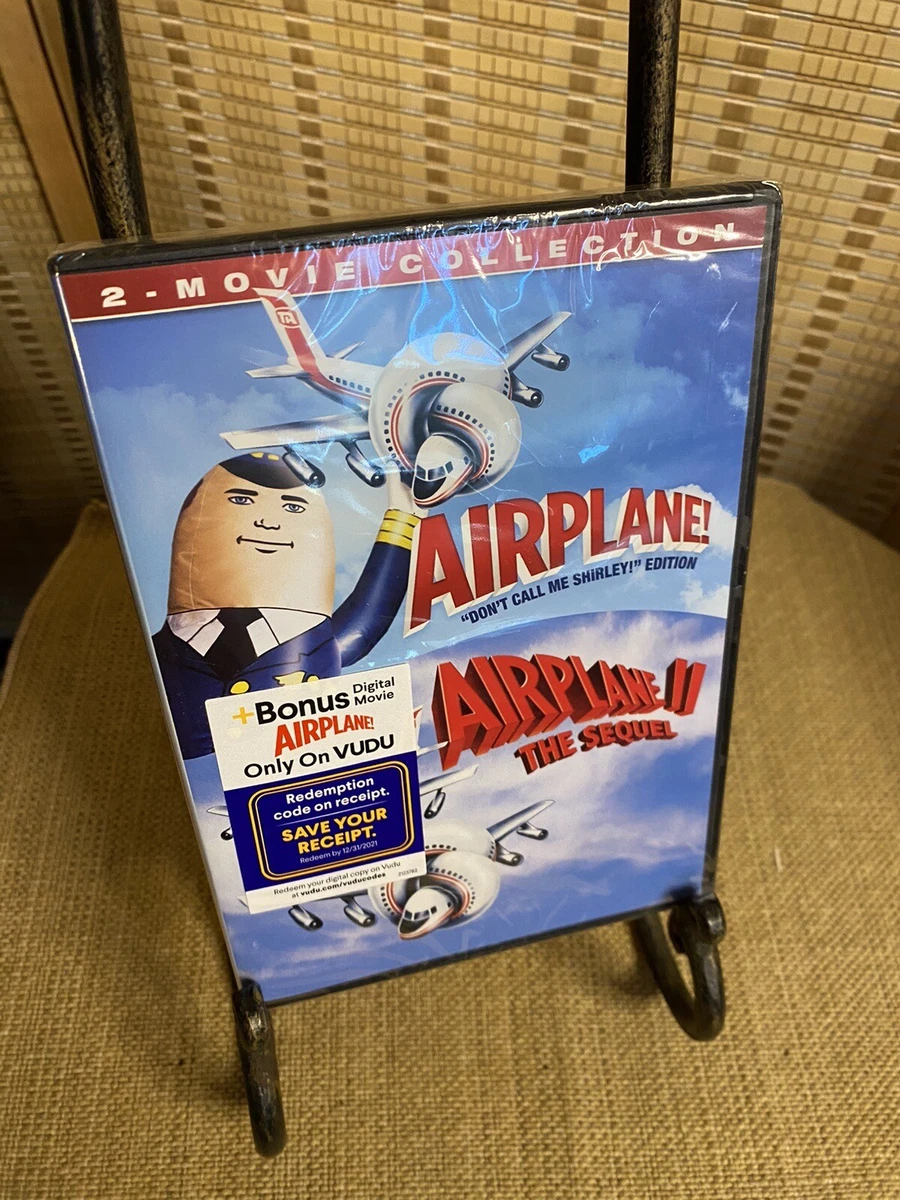 2 - MOVIE COLLECTION
AIRPLANE!
"DON'T CALL ME SHiRLEY!" EDITION
AIRPLANE II
THE SEQUEL
+Bonus Digital Movie
AIRPLANE!
Only On VUDU
Redemption
code on receipt.
SAVE YOUR
RECEIPT.
Redeem by 12/31/2021
Redeem your digital copy on Vudu
at vudu.com/vuducodes